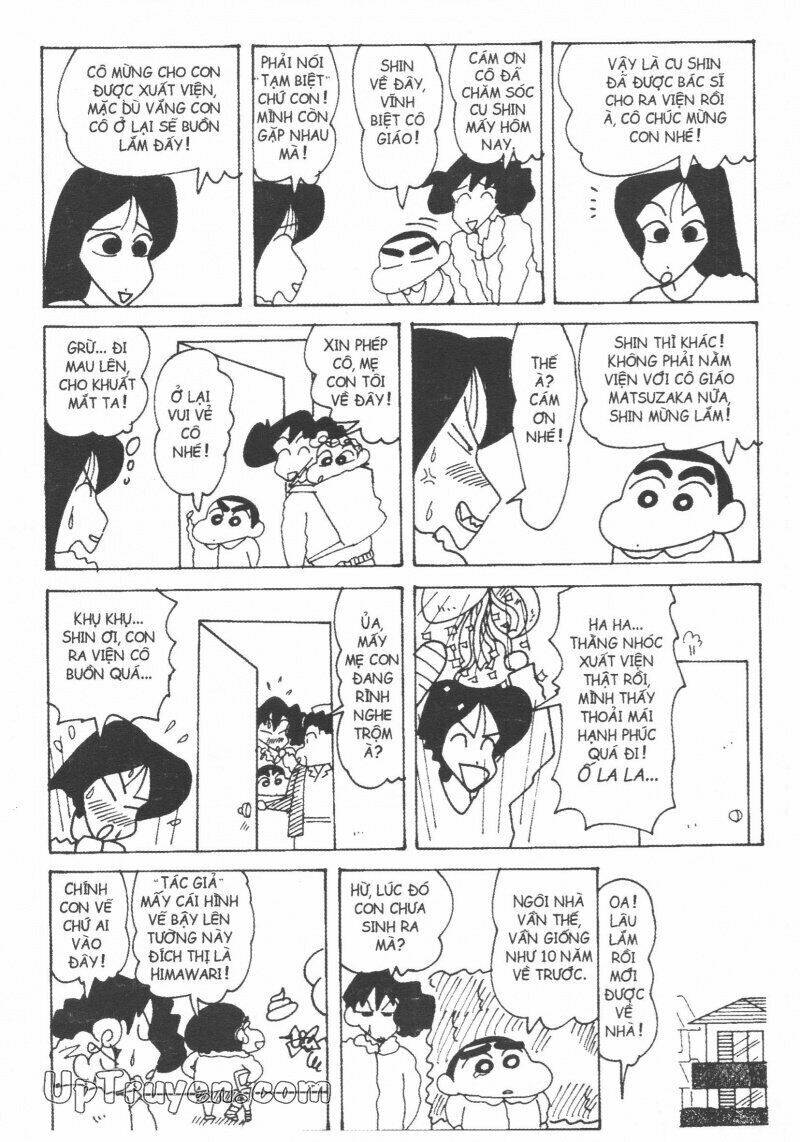 VẬY LÀ CU SHIN
ĐÃ ĐƯỢC BÁC SĨ
CHO RA VIỆN RỒI
À, CÔ CHÚC MỪNG
CON NHÉ!
CÁM ƠN
CÔ ĐÃ
CHĂM SÓC
CU SHIN
MẤY HÔM
NAY.
SHIN
VỀ ĐÂY,
VĨNH
BIỆT CÔ
GIÁO!
PHẢI NÓI
"TẠM BIỆT"
CHỨ CON!
MÌNH CÒN
GẶP NHAU
MÀ!
CÔ MỪNG CHO CON
ĐƯỢC XUẤT VIỆN,
MẶC DÙ VẮNG CON
CÔ Ở LẠI SẼ BUỒN
LẮM ĐẤY!
SHIN THÌ KHÁC!
KHÔNG PHẢI NẰM
VIỆN VỚI CÔ GIÁO
MATSUZAKA NỮA,
SHIN MỪNG LẮM!
THẾ
À?
CẤM
ƠN
NHÉ!
XIN PHÉP
CÔ, MẸ
CON TÔI
VỀ ĐÂY!
Ở LẠI
VUI VẺ
CÔ
NHÉ!
GRỪ... ĐI
MAU LÊN,
CHO KHUẤT
MẮT TA!
HA HA...
THẰNG NHÓC
XUẤT VIỆN
THẬT RỒI,
MÌNH THẤY
THOẢI MÁI
HẠNH PHÚC
QUÁ ĐI!
Ố LA LA...
ỦA,
MẤY
MẸ CON
ĐANG
RÌNH
NGHE
TRỘM
À?
KHỤ KHỤ...
SHIN ƠI, CON
RA VIỆN CÔ
BUỒN QUÁ...
OA!
LÂU
LẮM
RỒI
MỚI
ĐƯỢC
VỀ
NHÀ!
NGÔI NHÀ
VẪN THẾ,
VẪN GIỐNG
NHƯ 10 NĂM
VỀ TRƯỚC.
HỪ, LÚC ĐÓ
CON CHƯA
SINH RA
MÀ?
"TÁC GIẢ"
MẤY CÁI HÌNH
VẼ BẬY LÊN
TƯỜNG NÀY
ĐÍCH THỊ LÀ
HIMAWARI!
CHÍNH
CON VẼ
CHỨ AI
VÀO
ĐÂY!
UpTruyen.com